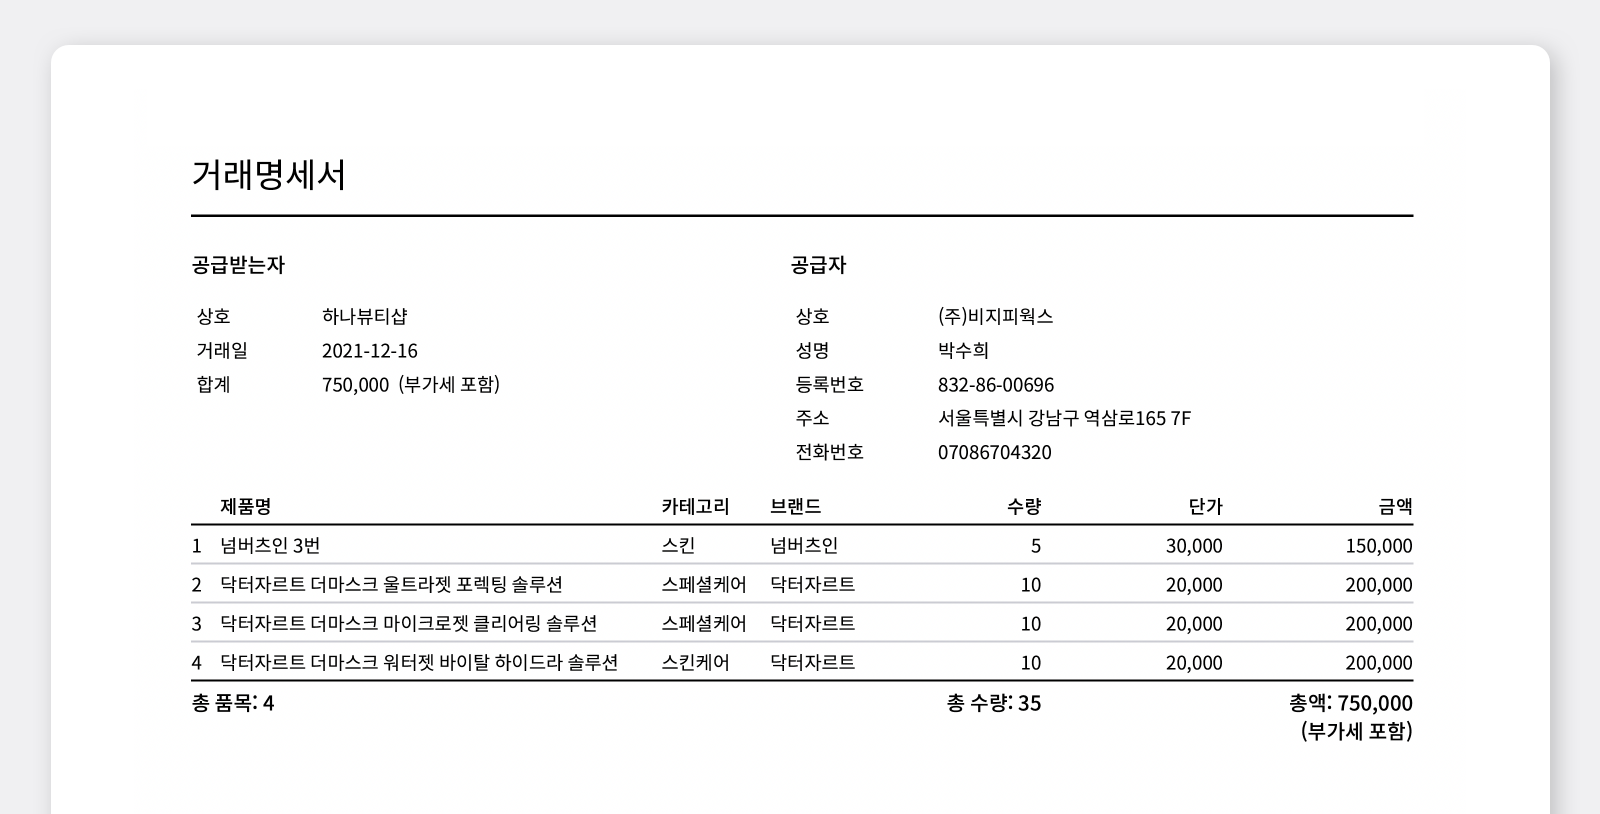 거래명세서
공급받는자
상호 하나뷰티샵
거래일 2021-12-16
합계 750,000 (부가세 포함)
공급자
상호 (주)비지피웍스
성명 박수희
등록번호 832-86-00696
주소 서울특별시 강남구 역삼로165 7F
전화번호 07086704320
제품명 카테고리 브랜드 수량 단가 금액
1 넘버츠인 3번 스킨 넘버츠인 5 30,000 150,000
2 닥터자르트 더마스크 울트라젯 포렉팅 솔루션 스페셜케어 닥터자르트 10 20,000 200,000
3 닥터자르트 더마스크 마이크로젯 클리어링 솔루션 스페셜케어 닥터자르트 10 20,000 200,000
4 닥터자르트 더마스크 워터젯 바이탈 하이드라 솔루션 스킨케어 닥터자르트 10 20,000 200,000
총 품목: 4 총 수량: 35 총액: 750,000
(부가세 포함)